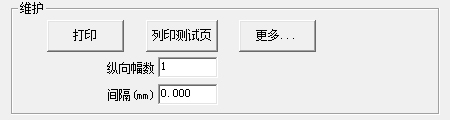 维护
打印 列印测试页 更多...
纵向幅数 1
间隔(mm) 0.000